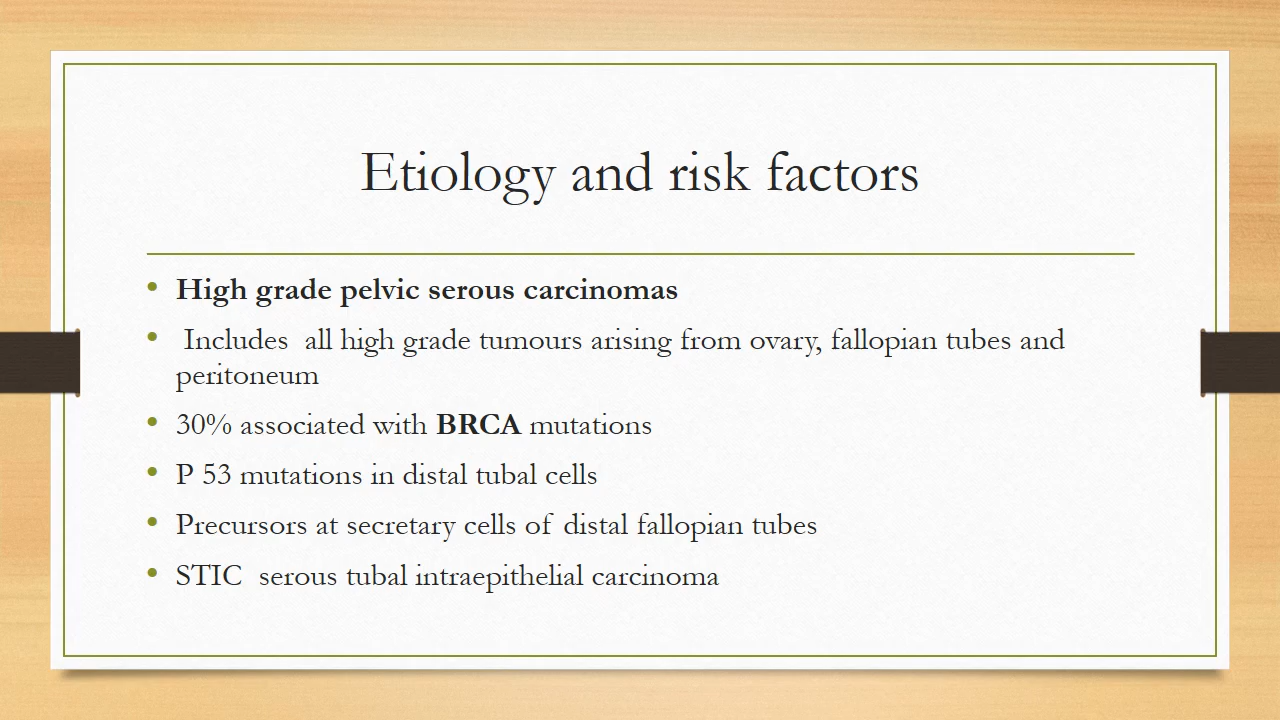 Etiology and risk factors
• High grade pelvic serous carcinomas
• Includes all high grade tumours arising from ovary, fallopian tubes and
peritoneum
• 30% associated with BRCA mutations
• P 53 mutations in distal tubal cells
• Precursors at secretary cells of distal fallopian tubes
• STIC serous tubal intraepithelial carcinoma